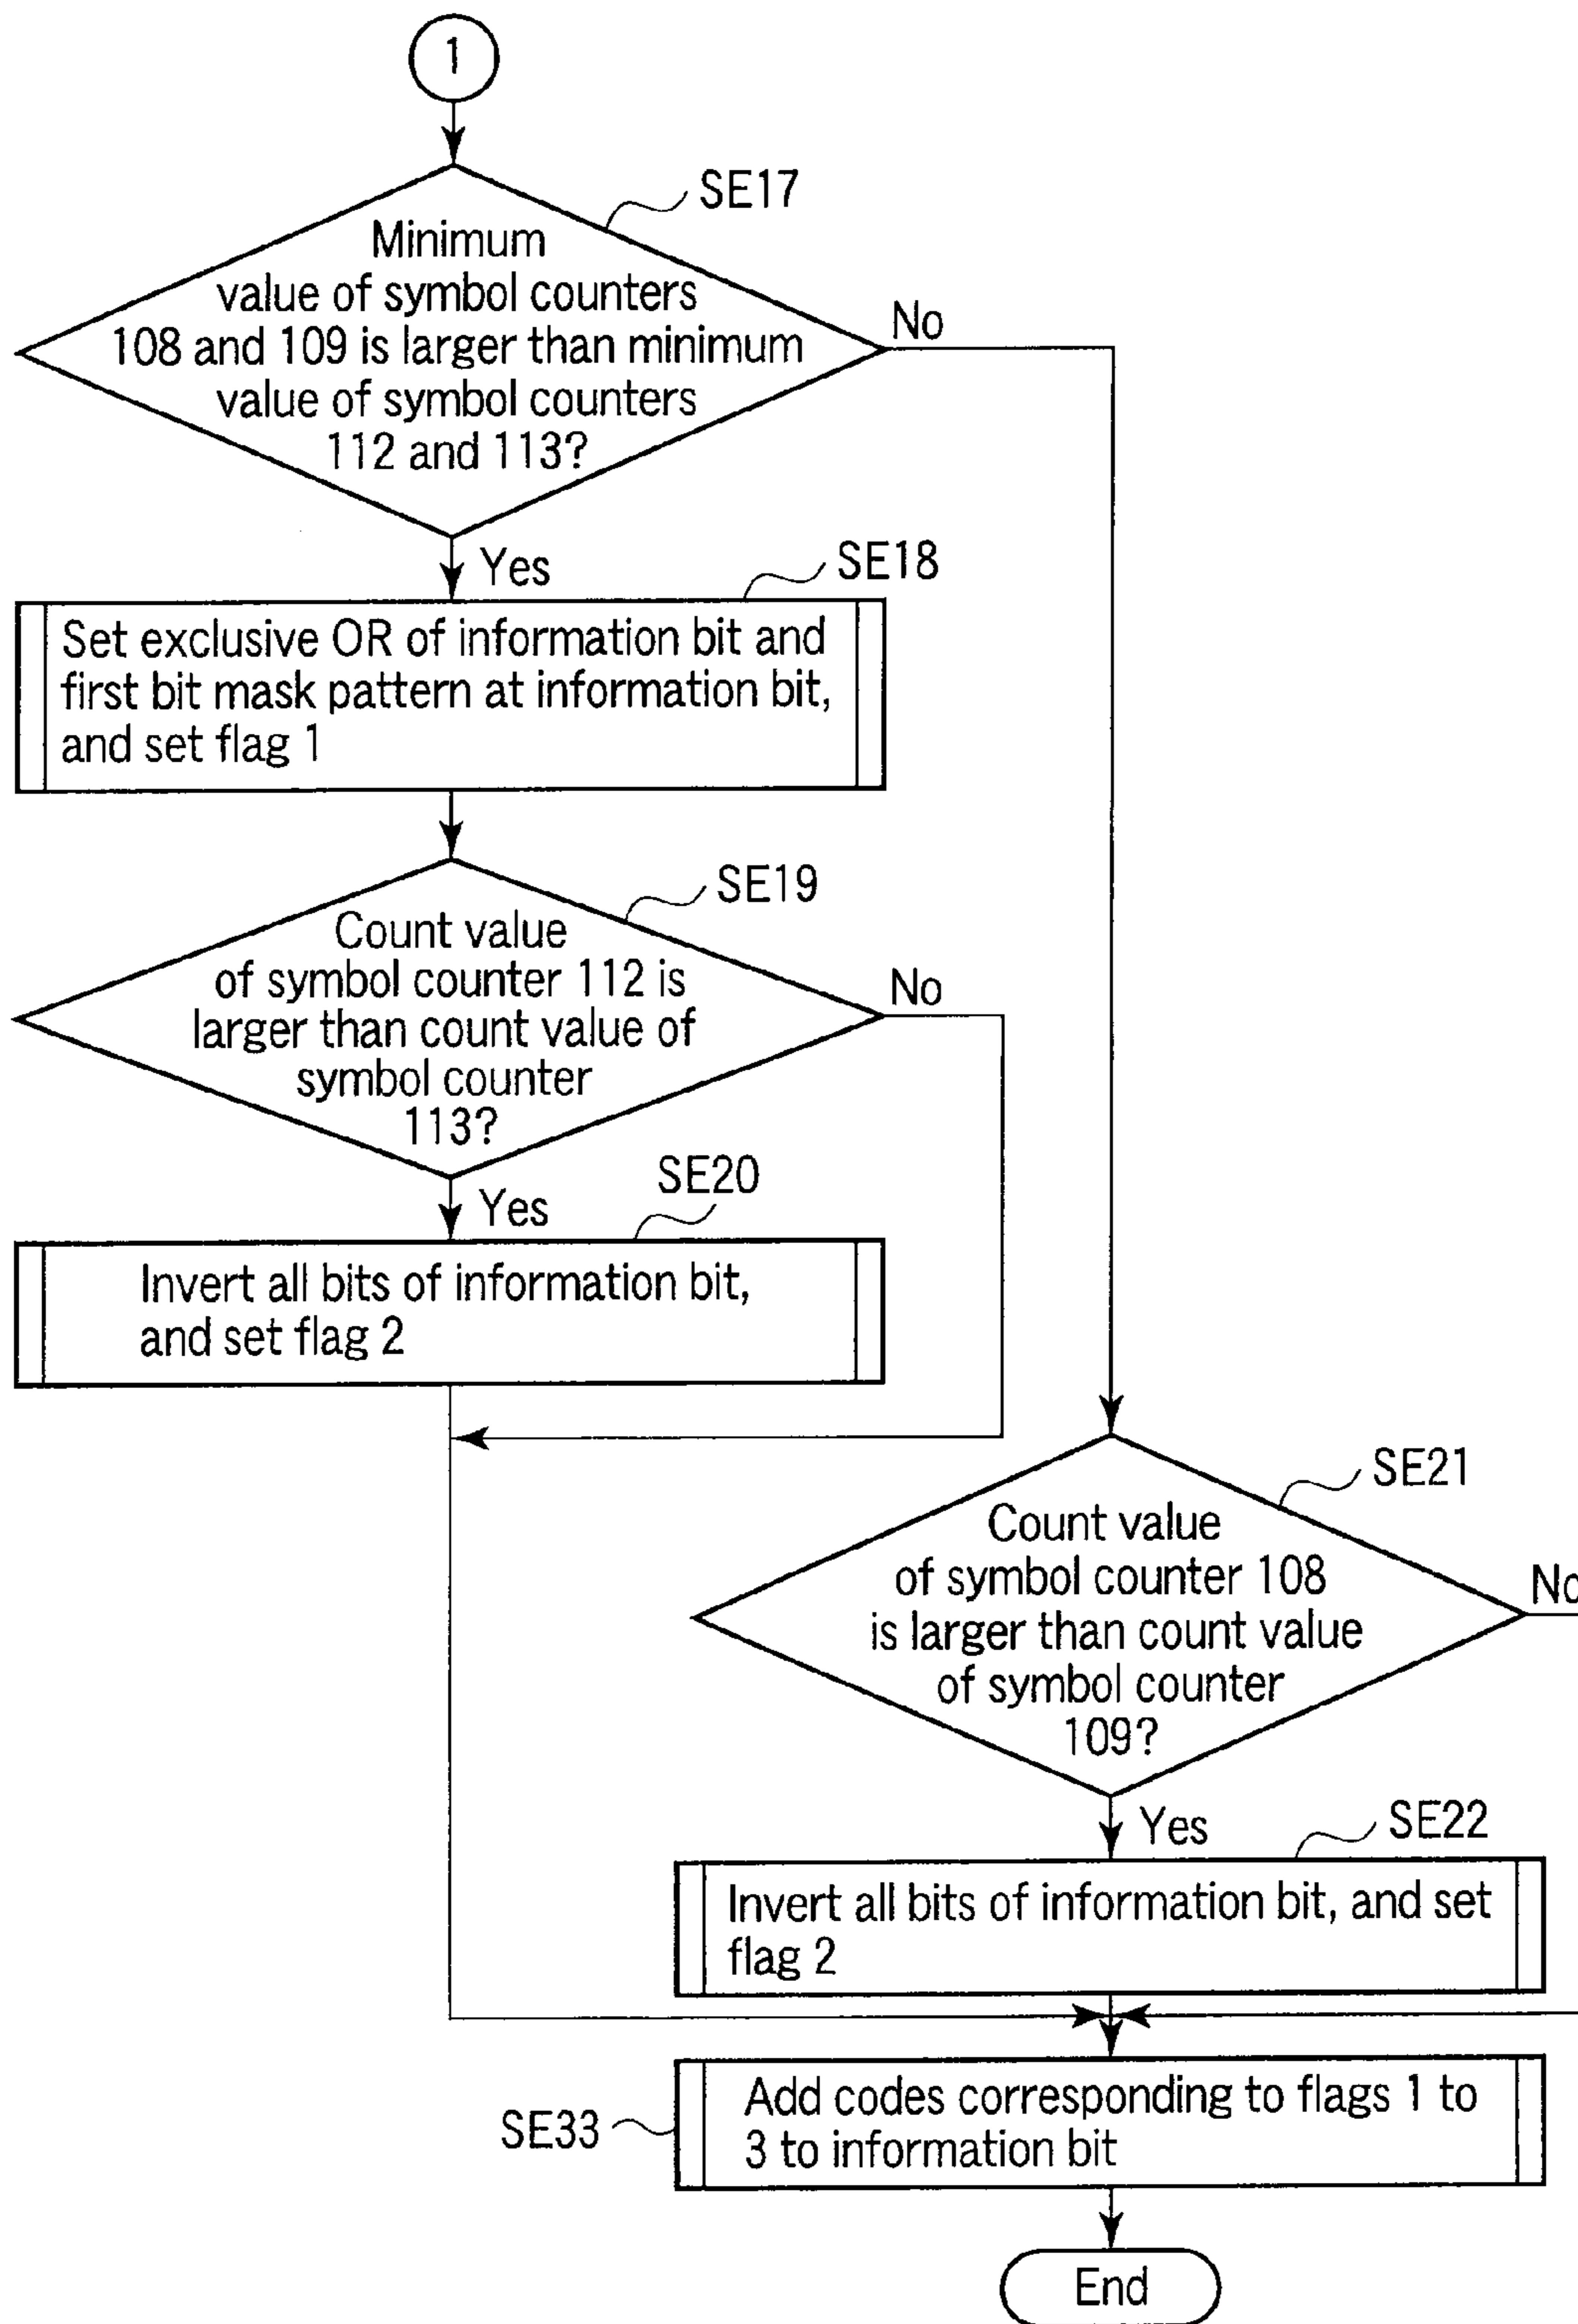 1
SE17
Minimum
value of symbol counters
108 and 109 is larger than minimum
value of symbol counters
112 and 113?
No
Yes
SE18
Set exclusive OR of information bit and
first bit mask pattern at information bit,
and set flag 1
SE19
Count value
of symbol counter 112 is
larger than count value of
symbol counter
113?
No
Yes
SE20
Invert all bits of information bit,
and set flag 2
SE21
Count value
of symbol counter 108
is larger than count value
of symbol counter
109?
No
Yes
SE22
Invert all bits of information bit, and set
flag 2
SE33
Add codes corresponding to flags 1 to
3 to information bit
End